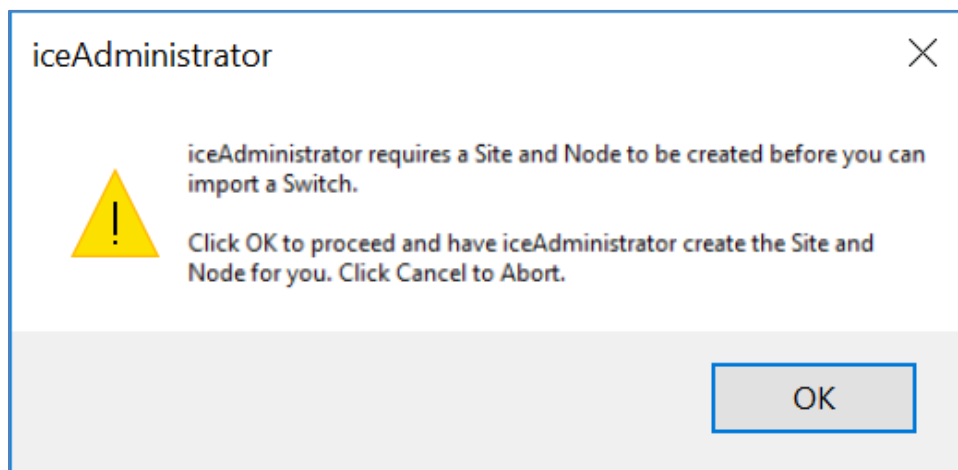 iceAdministrator
iceAdministrator requires a Site and Node to be created before you can
import a Switch.
Click OK to proceed and have iceAdministrator create the Site and
Node for you. Click Cancel to Abort.
OK